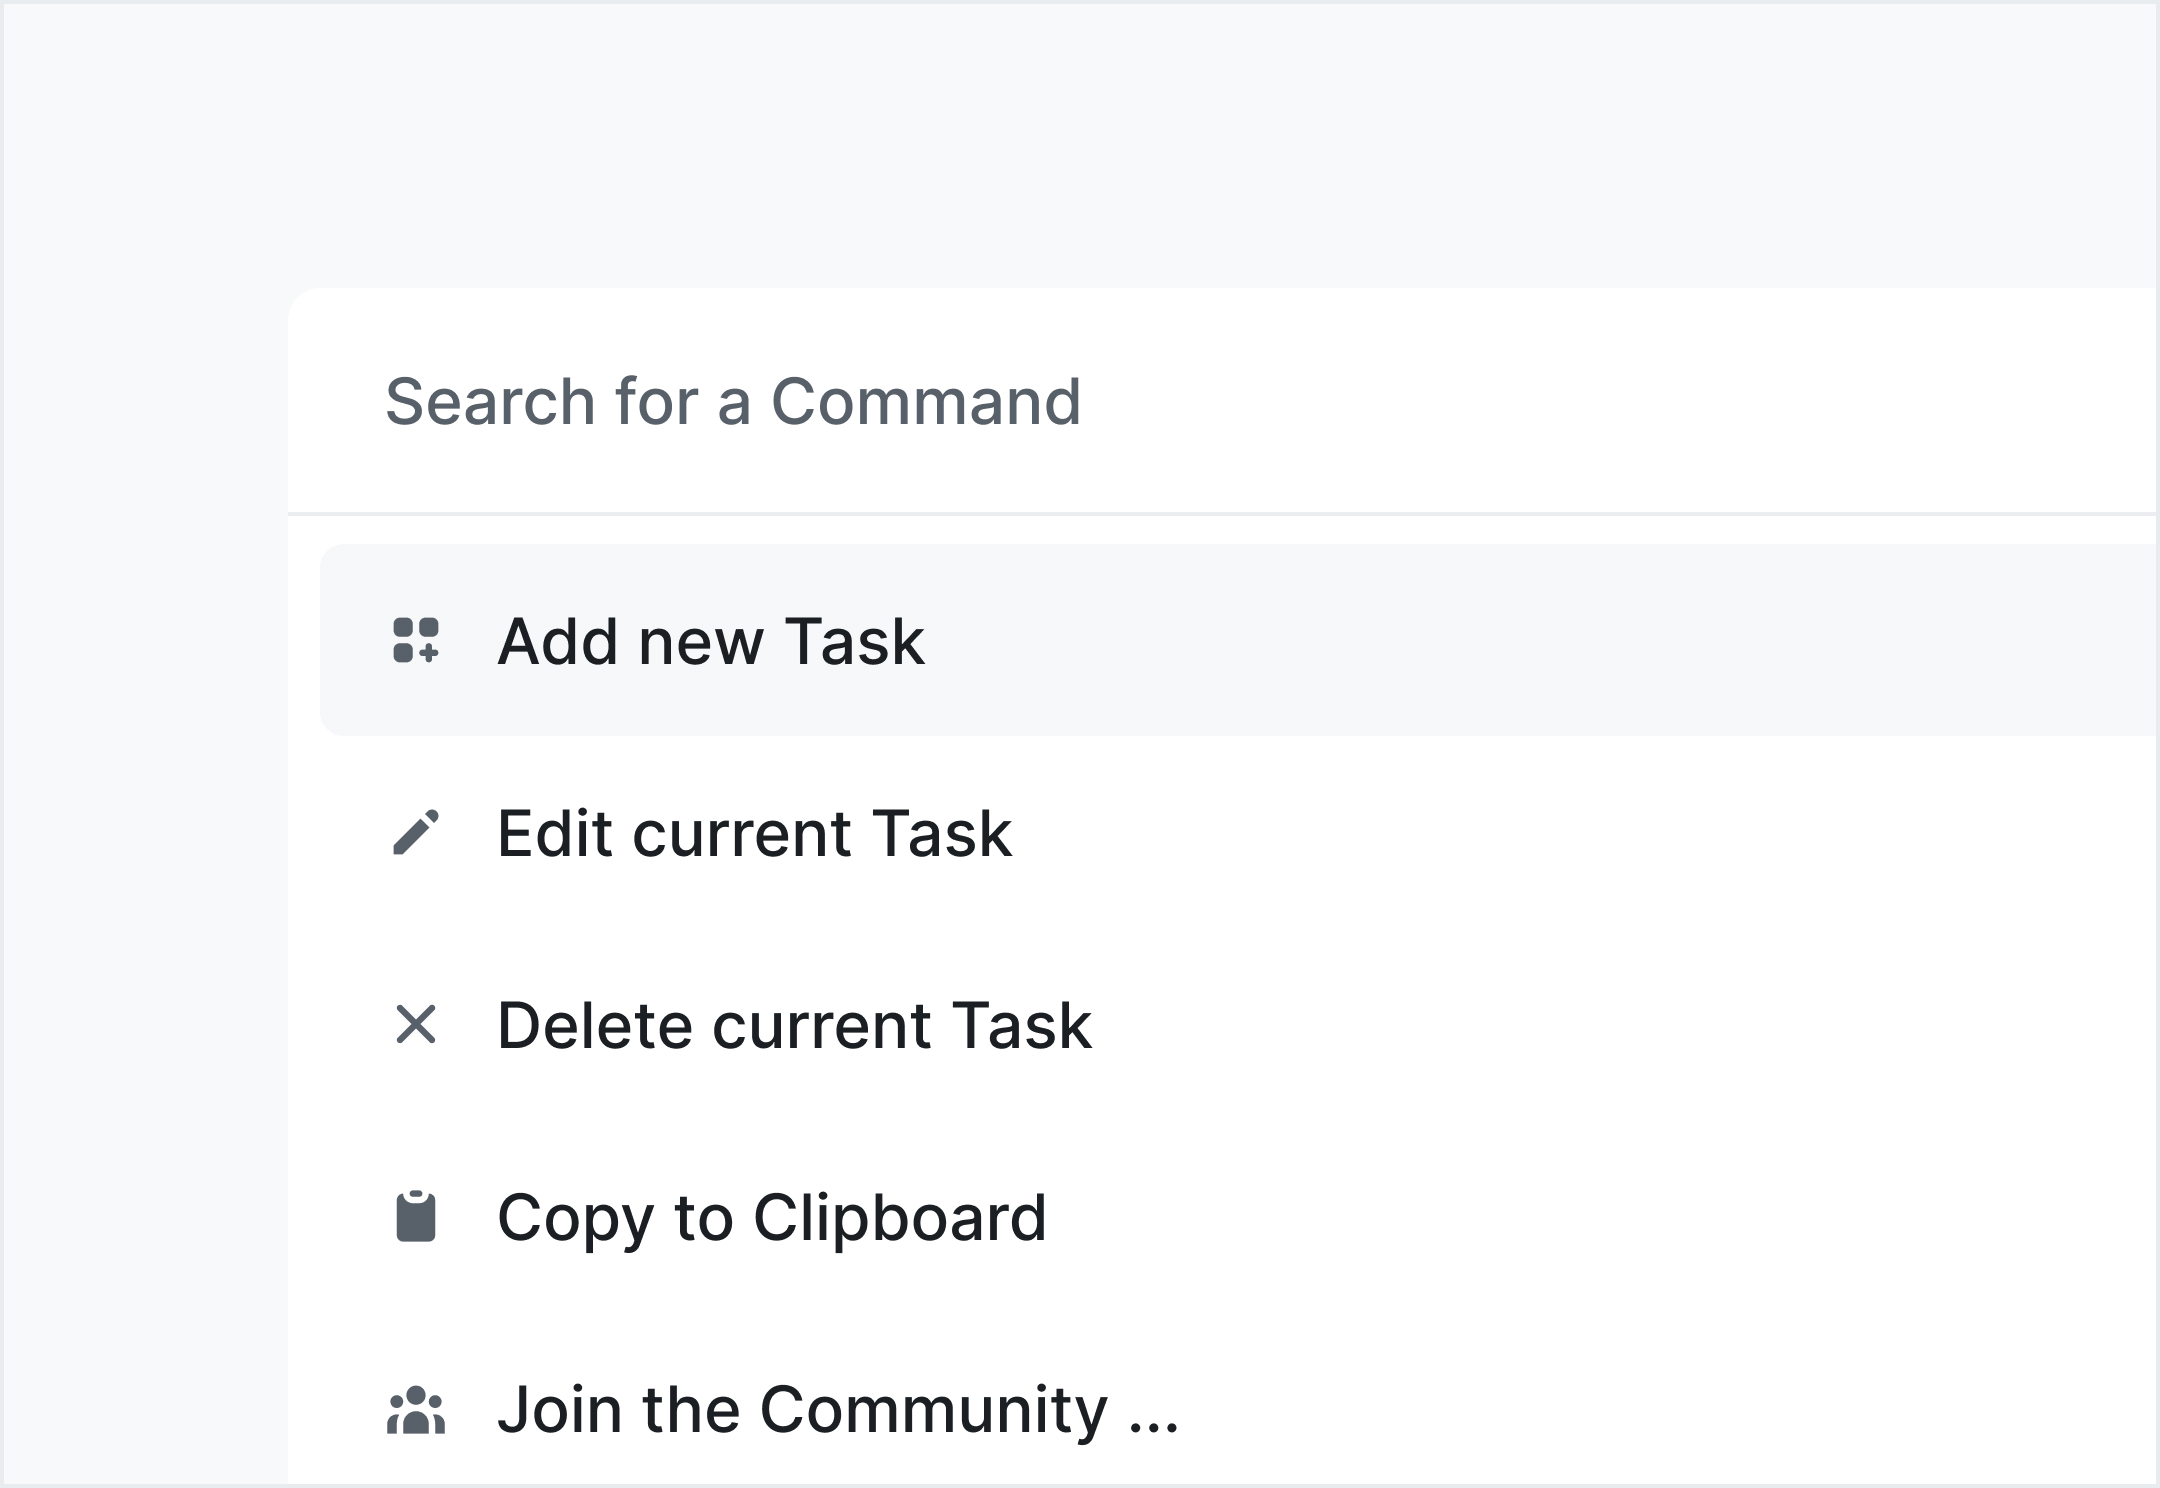 Search for a Command
Add new Task
Edit current Task
Delete current Task
Copy to Clipboard
Join the Community ...